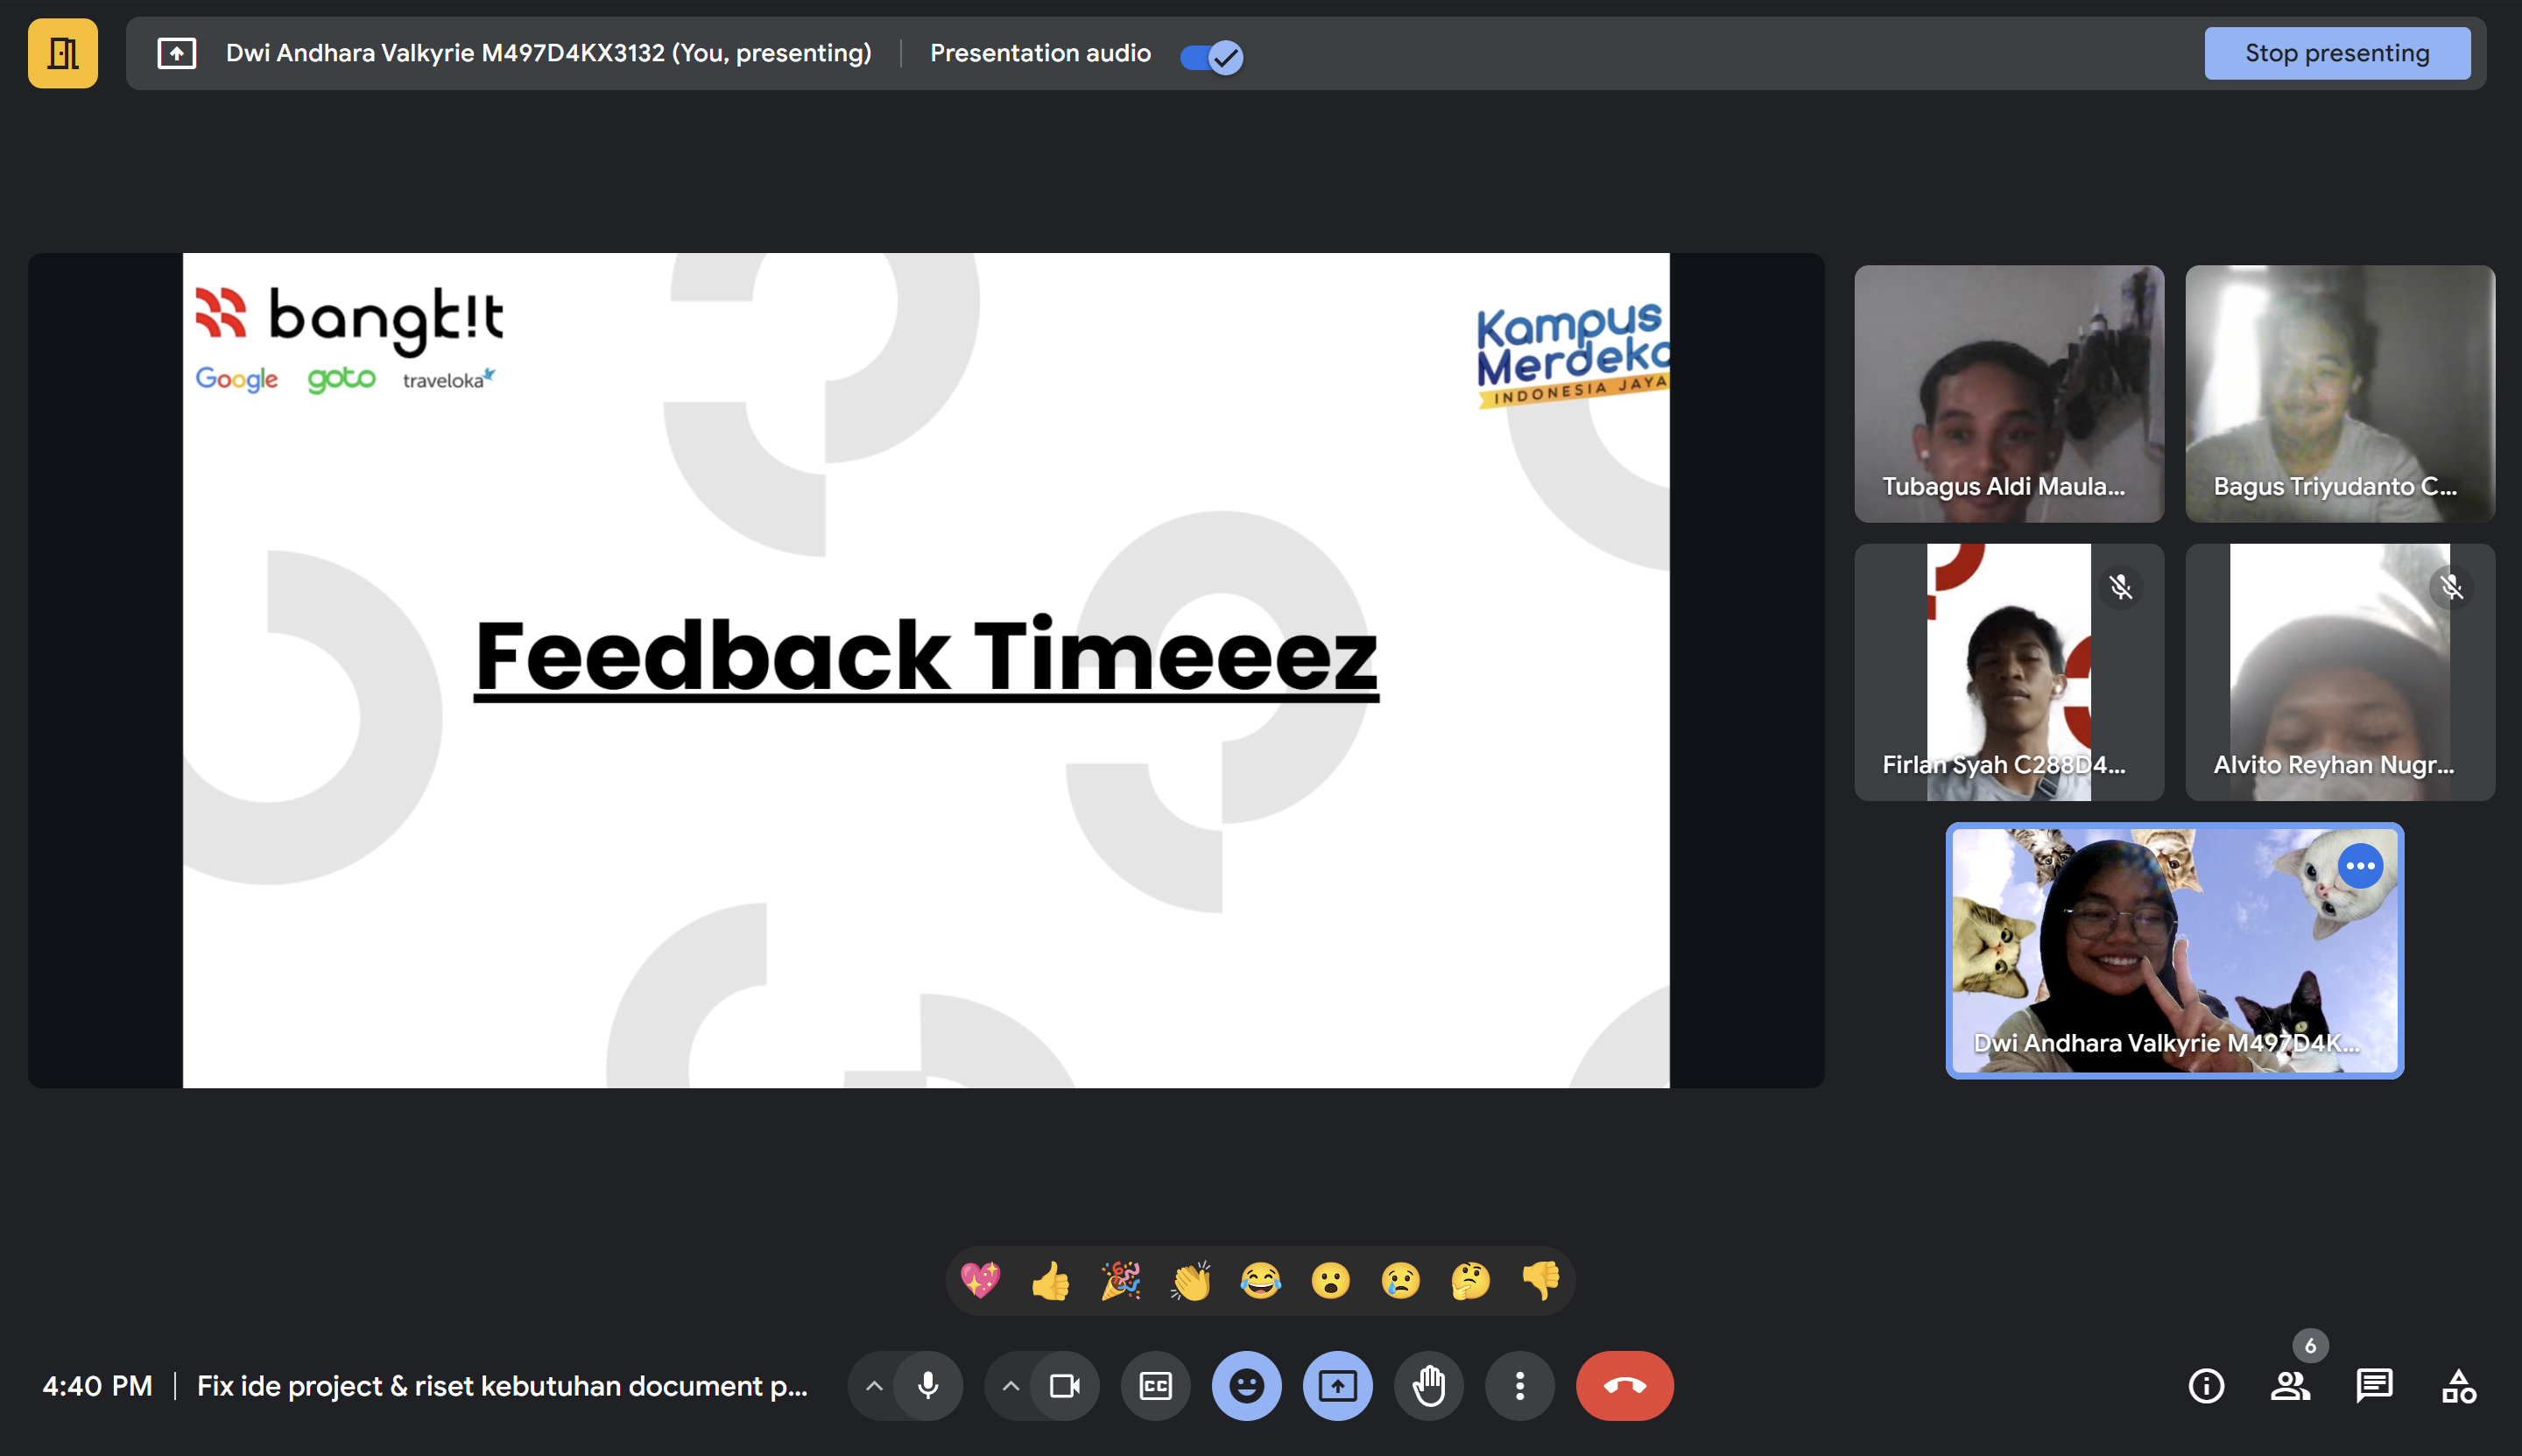 Dwi Andhara Valkyrie M497D4KX3132 (You, presenting)
Presentation audio
Stop presenting
bangk!t
Google goto traveloka
Kampus
Merdeka
INDONESIA JAYA
Feedback Timeeez
Tubagus Aldi Maula...
Bagus Triyudanto C...
Firlan Syah C288D4...
Alvito Reyhan Nugr...
Dwi Andhara Valkyrie M497D4K...
4:40 PM
Fix ide project & riset kebutuhan document p...
CC
6